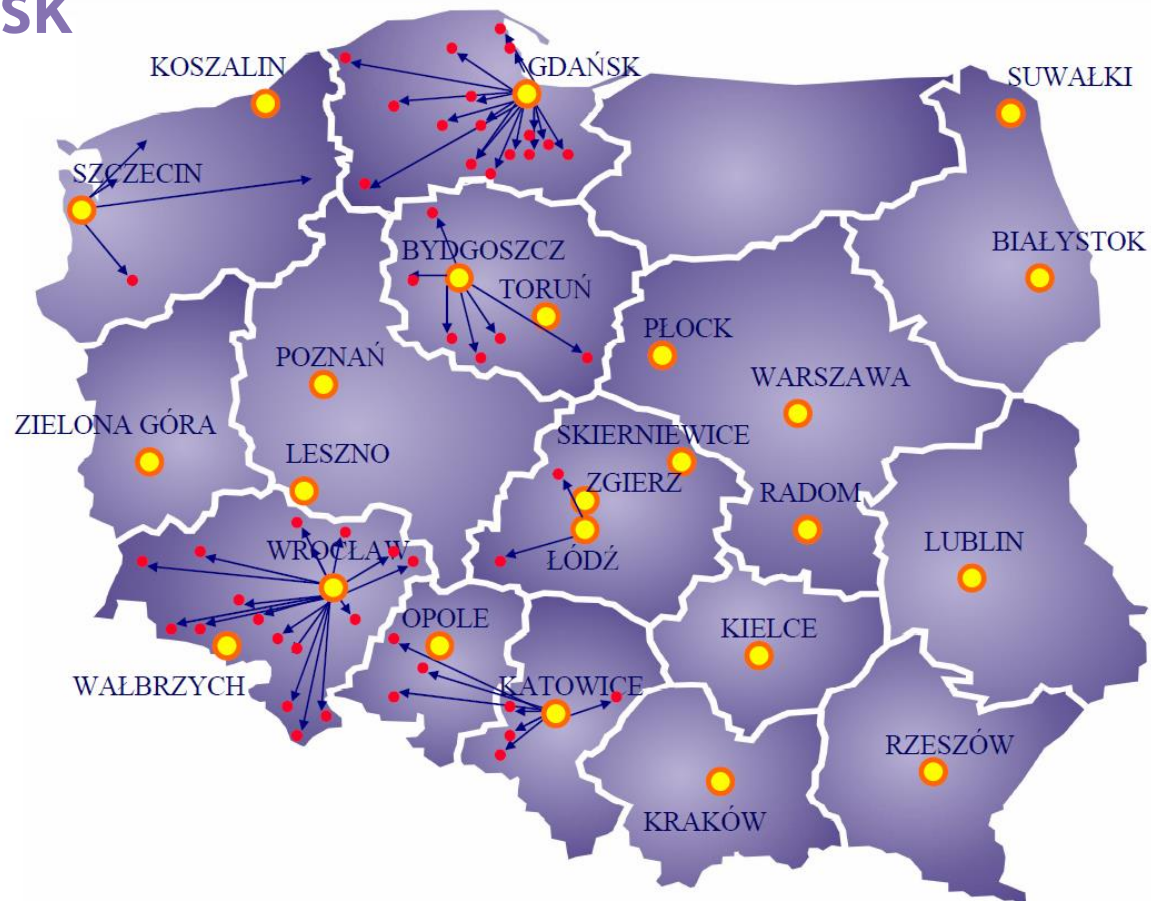 SK
KOSZALIN
GDAŃSK
SUWAŁKI
SZCZECIN
BIAŁYSTOK
BYDGOSZCZ
TORUŃ
PŁOCK
POZNAŃ
WARSZAWA
ZIELONA GÓRA
SKIERNIEWICE
LESZNO
ZGIERZ
RADOM
WROCŁAW
ŁÓDŹ
LUBLIN
OPOLE
KIELCE
WAŁBRZYCH
KATOWICE
RZESZÓW
KRAKÓW